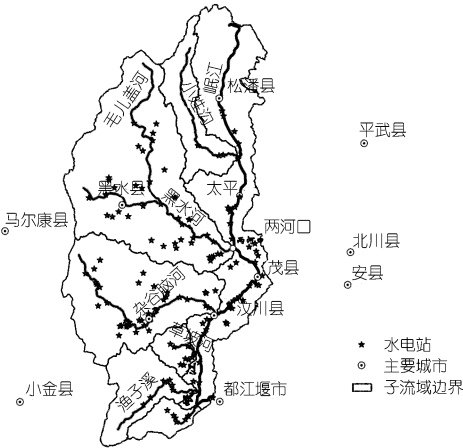 岷江
松潘县
小姓沟
毛儿盖河
平武县
黑水县
太平
黑水河
马尔康县
两河口
北川县
茂县
安县
杂谷脑河
汶川县
水电站
主要城市
子流域边界
小金县
渔子溪
都江堰市